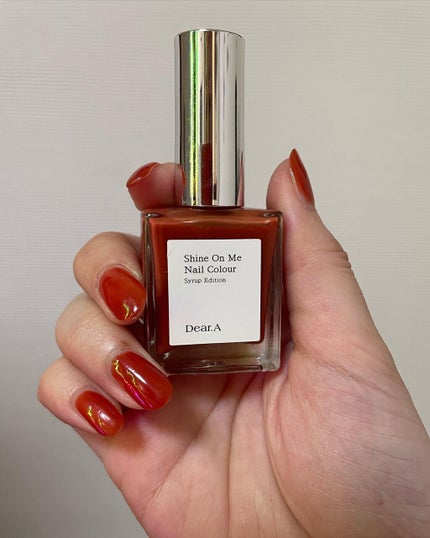 Shine On Me
Nail Colour
Syrup Edition
Dear.A